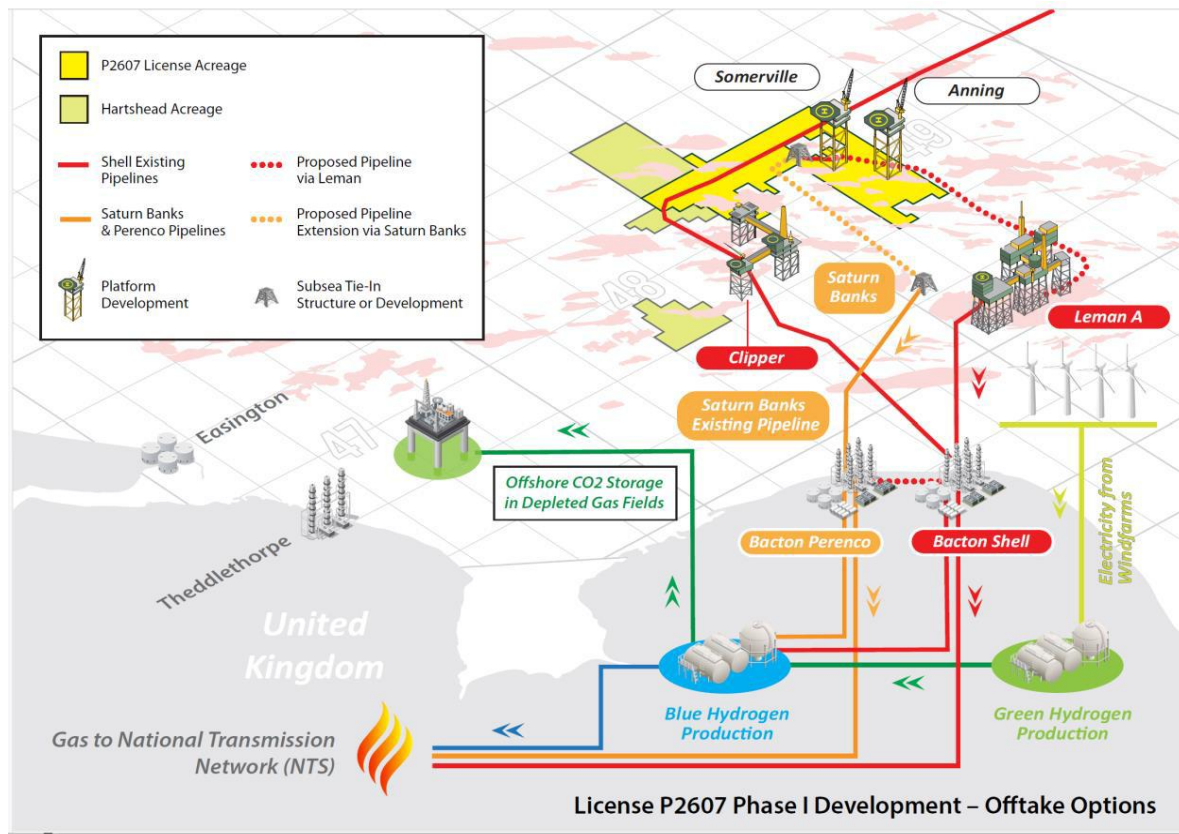 P2607 License Acreage
Hartshead Acreage
Shell Existing
Pipelines
Proposed Pipeline
via Leman
Saturn Banks
& Perenco Pipelines
Proposed Pipeline
Extension via Saturn Banks
Platform
Development
Subsea Tie-In
Structure or Development
Somerville
Anning
49
48
47
Saturn
Banks
Leman A
Clipper
Saturn Banks
Existing Pipeline
Easington
Theddlethorpe
Offshore CO2 Storage
in Depleted Gas Fields
Electricity from
Windfarms
Bacton Perenco
Bacton Shell
United
Kingdom
Blue Hydrogen
Production
Green Hydrogen
Production
Gas to National Transmission
Network (NTS)
License P2607 Phase I Development – Offtake Options